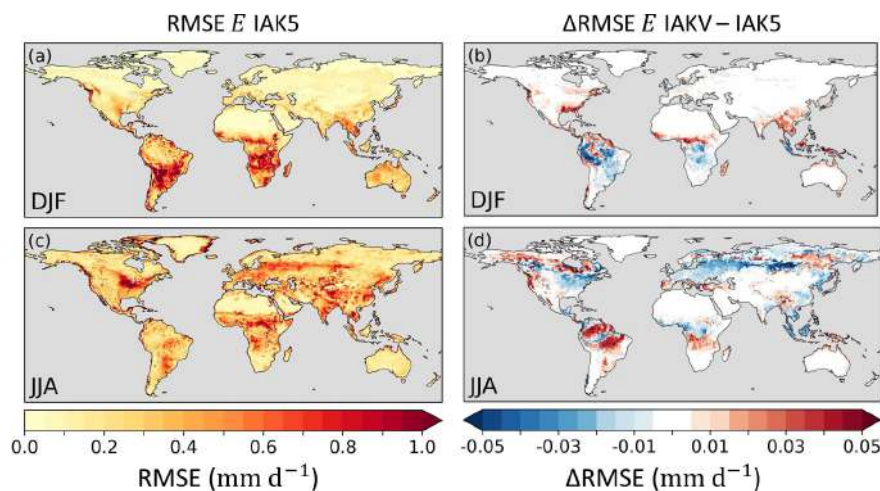 RMSE E IAK5
ΔRMSE E IAKV – IAK5
(a)
DJF
(b)
DJF
(c)
JJA
(d)
JJA
0.0 0.2 0.4 0.6 0.8 1.0
RMSE (mm d⁻¹)
-0.05 -0.03 -0.01 0.01 0.03 0.05
ΔRMSE (mm d⁻¹)